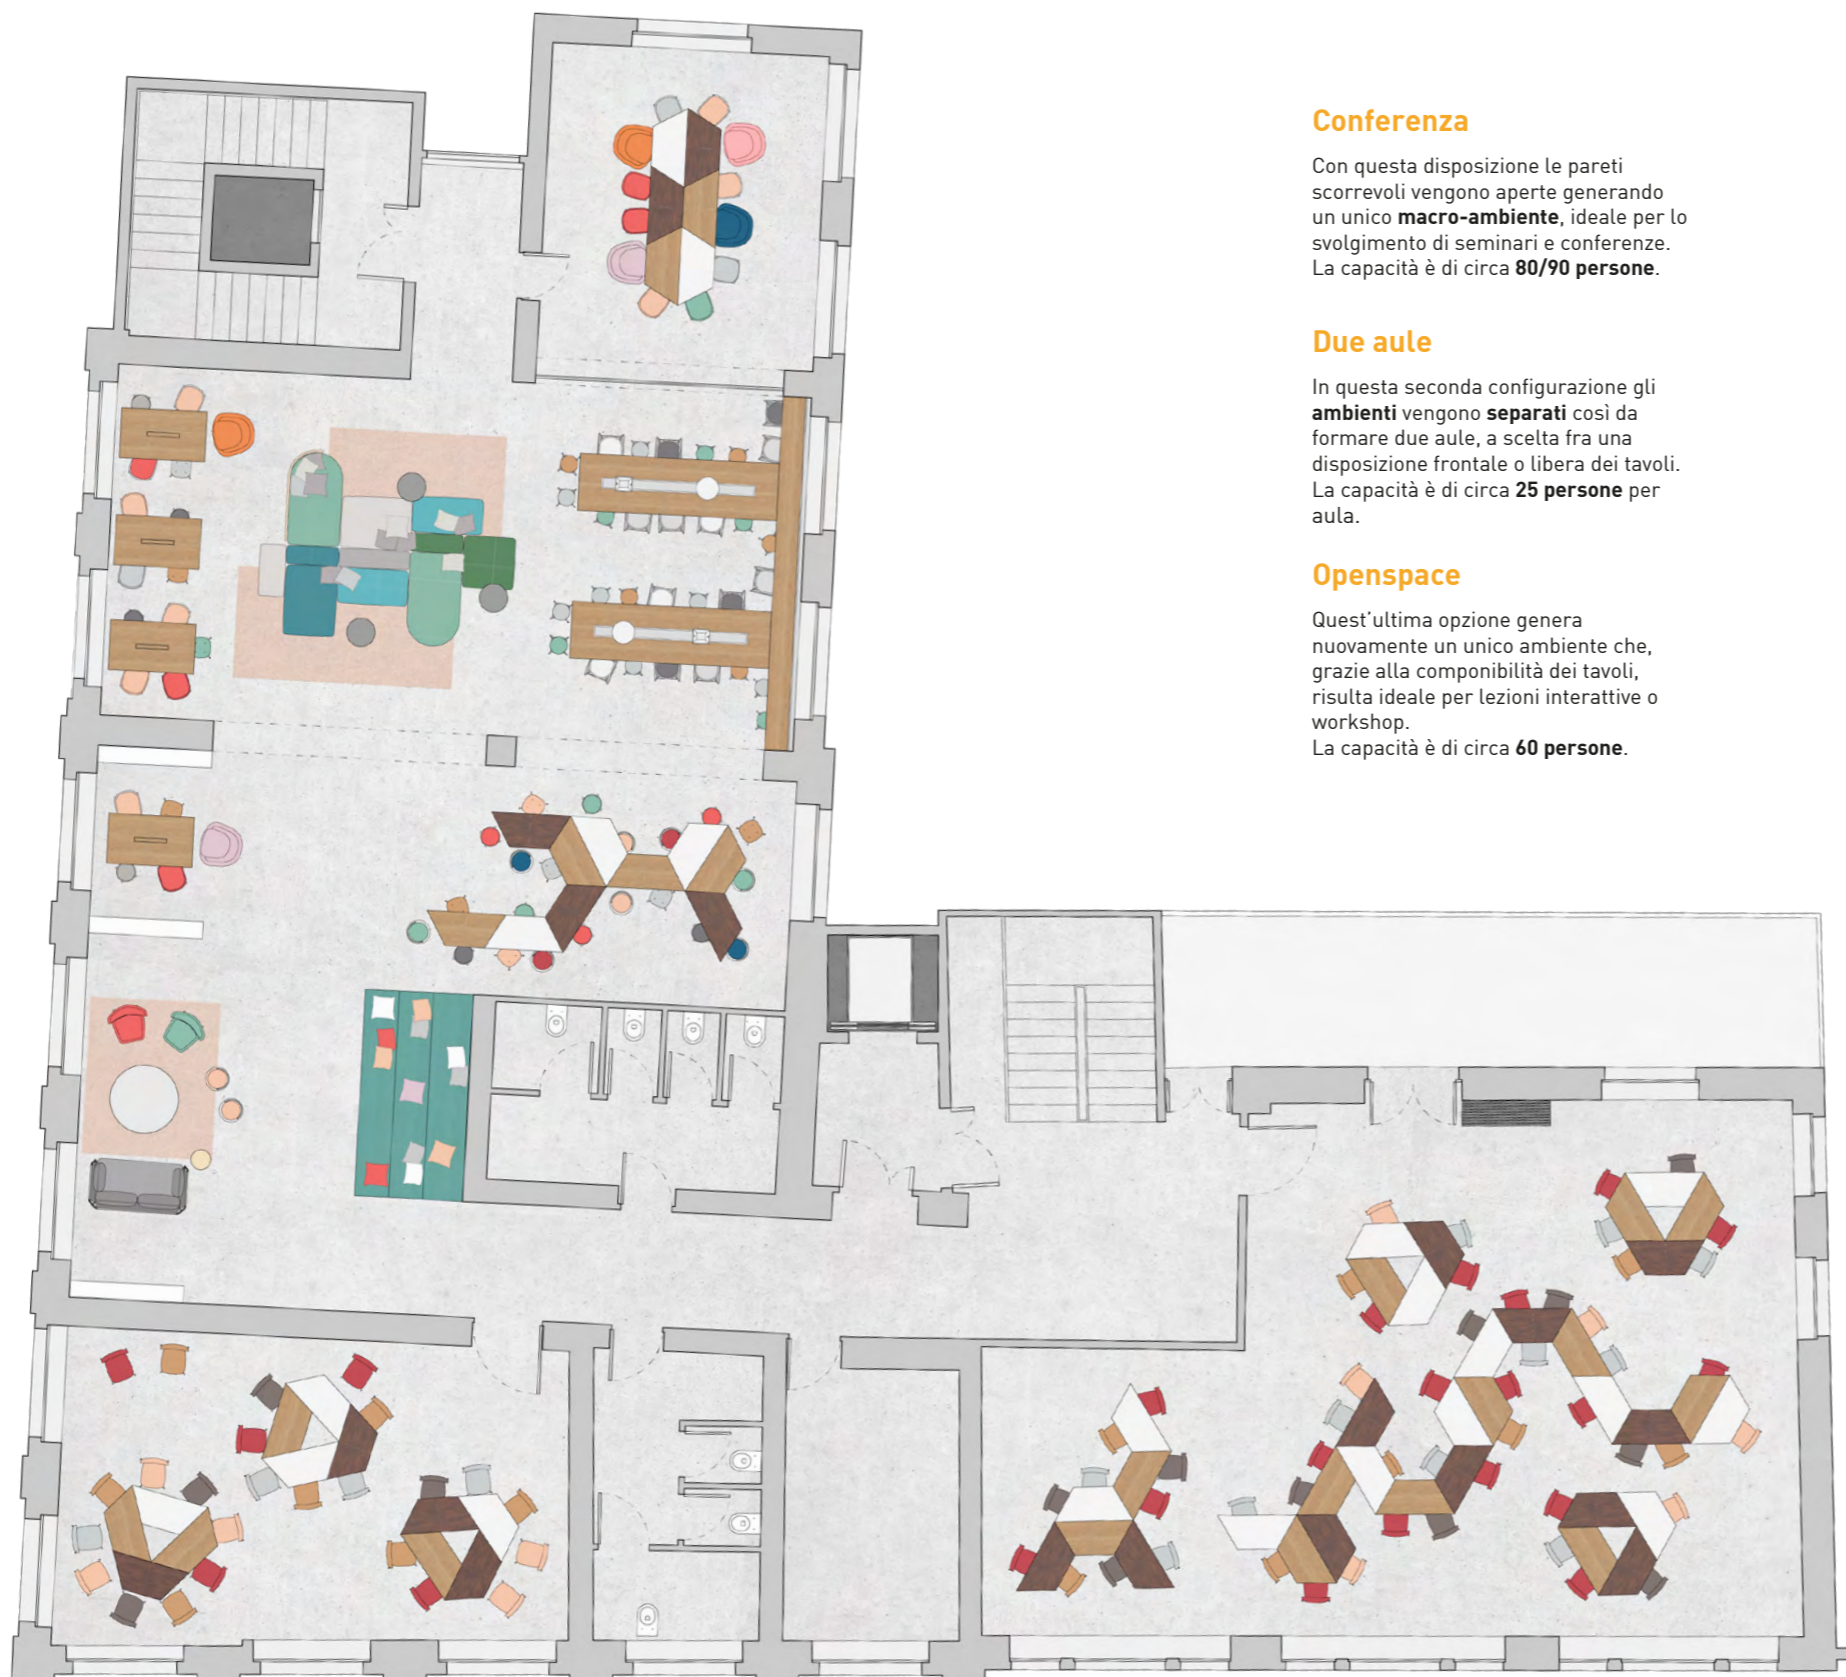 Conferenza
Con questa disposizione le pareti
scorrevoli vengono aperte generando
un unico macro-ambiente, ideale per lo
svolgimento di seminari e conferenze.
La capacità è di circa 80/90 persone.
Due aule
In questa seconda configurazione gli
ambienti vengono separati così da
formare due aule, a scelta fra una
disposizione frontale o libera dei tavoli.
La capacità è di circa 25 persone per
aula.
Openspace
Quest'ultima opzione genera
nuovamente un unico ambiente che,
grazie alla componibilità dei tavoli,
risulta ideale per lezioni interattive o
workshop.
La capacità è di circa 60 persone.